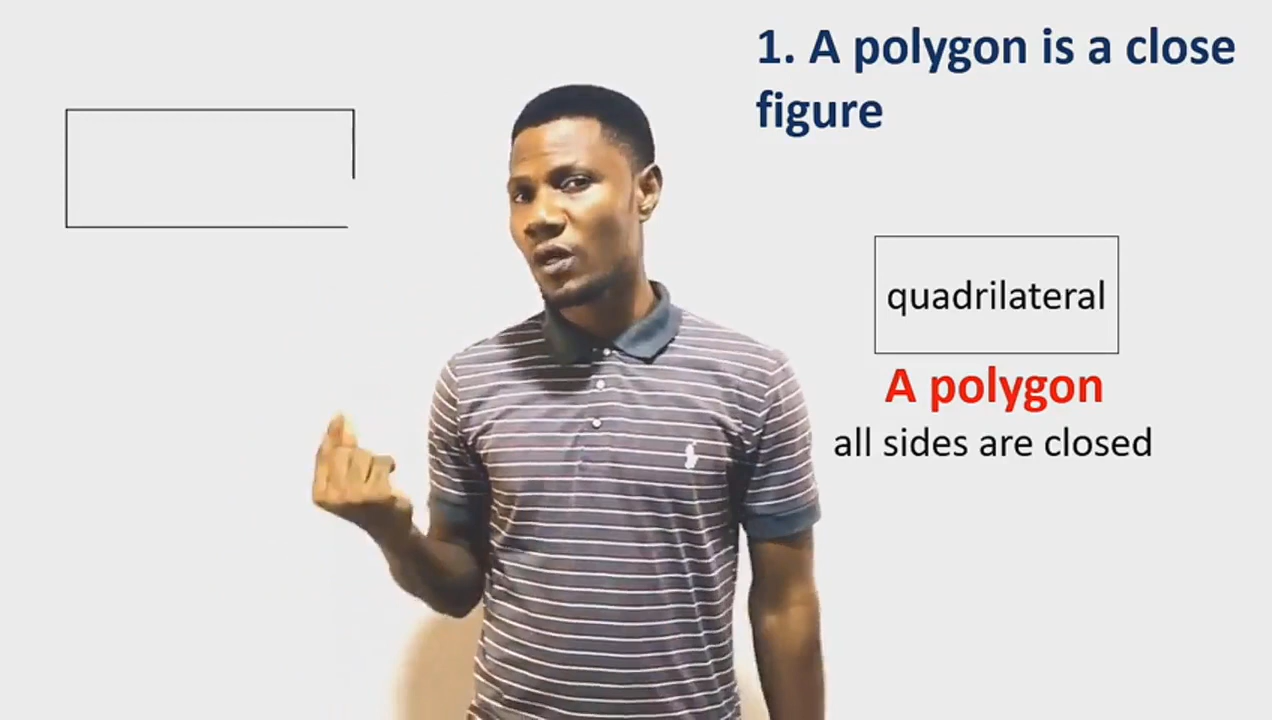 1. A polygon is a close
figure
quadrilateral
A polygon
all sides are closed